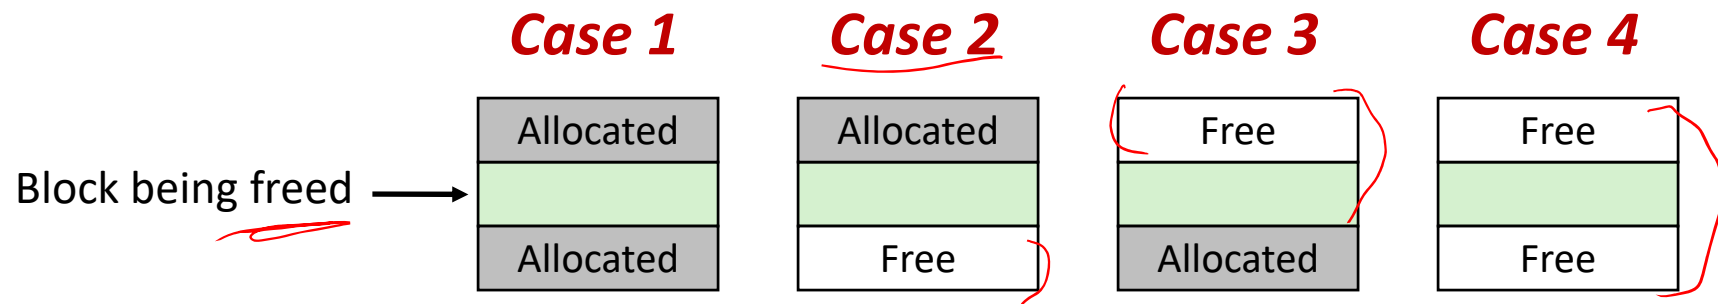 Case 1 Case 2 Case 3 Case 4
Allocated Allocated Free Free
Block being freed
Allocated Free Allocated Free